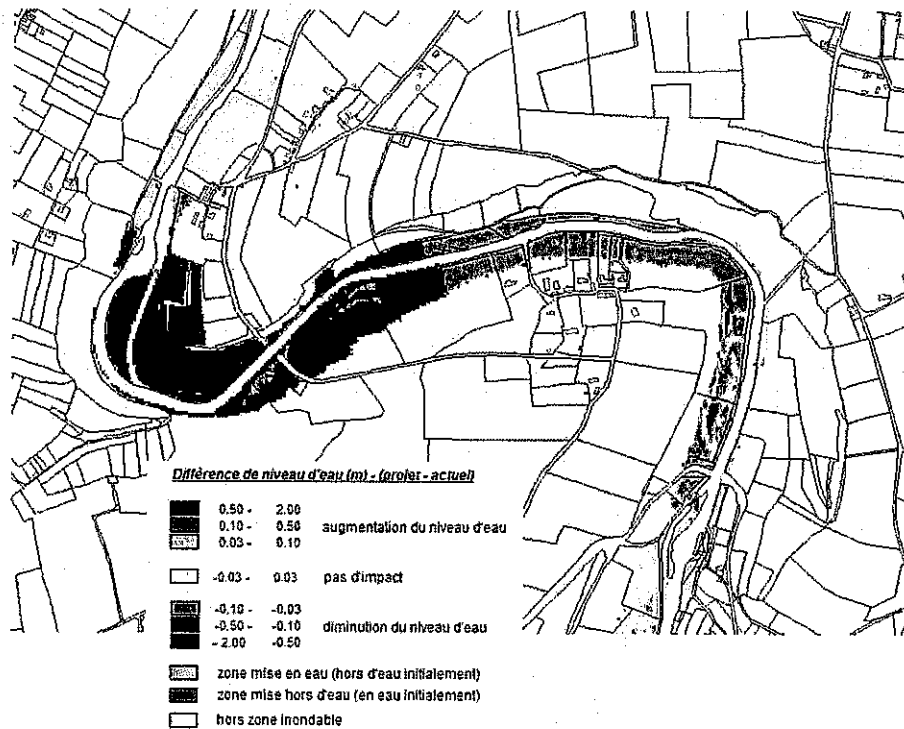 Différence de niveau d'eau (m) - (projet - actuel)
0.50 - 2.00
0.10 - 0.50 augmentation du niveau d'eau
0.03 - 0.10
-0.03 - 0.03 pas d'impact
-0.10 - -0.03
-0.50 - -0.10 diminution du niveau d'eau
-2.00 -0.50
zone mise en eau (hors d'eau initialement)
zone mise hors d'eau (en eau initialement)
hors zone inondable